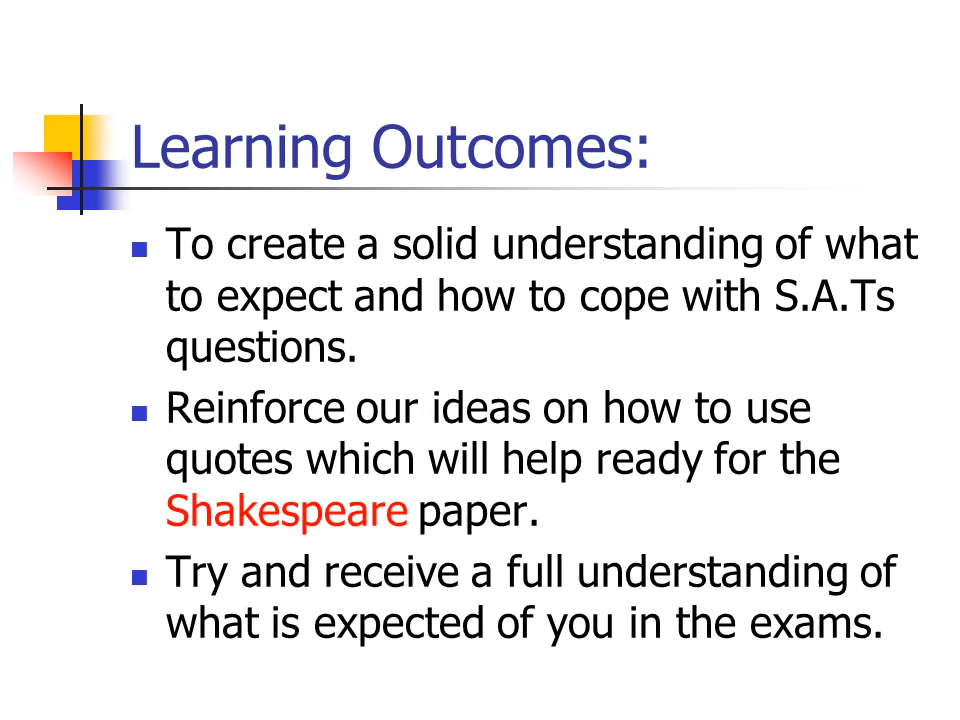 Learning Outcomes:
To create a solid understanding of what
to expect and how to cope with S.A.Ts
questions.
Reinforce our ideas on how to use
quotes which will help ready for the
Shakespeare paper.
Try and receive a full understanding of
what is expected of you in the exams.